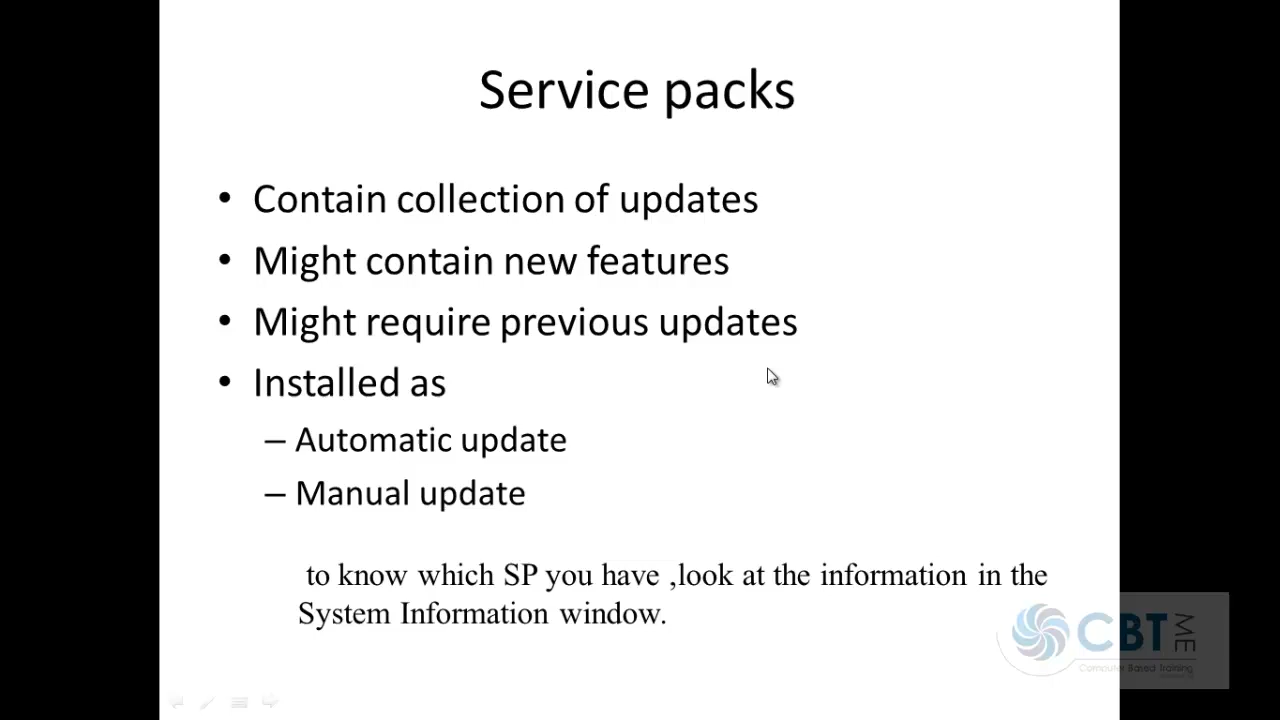 Service packs
• Contain collection of updates
• Might contain new features
• Might require previous updates
• Installed as
– Automatic update
– Manual update
to know which SP you have ,look at the information in the
System Information window.
CBT ME
Computer Based Training